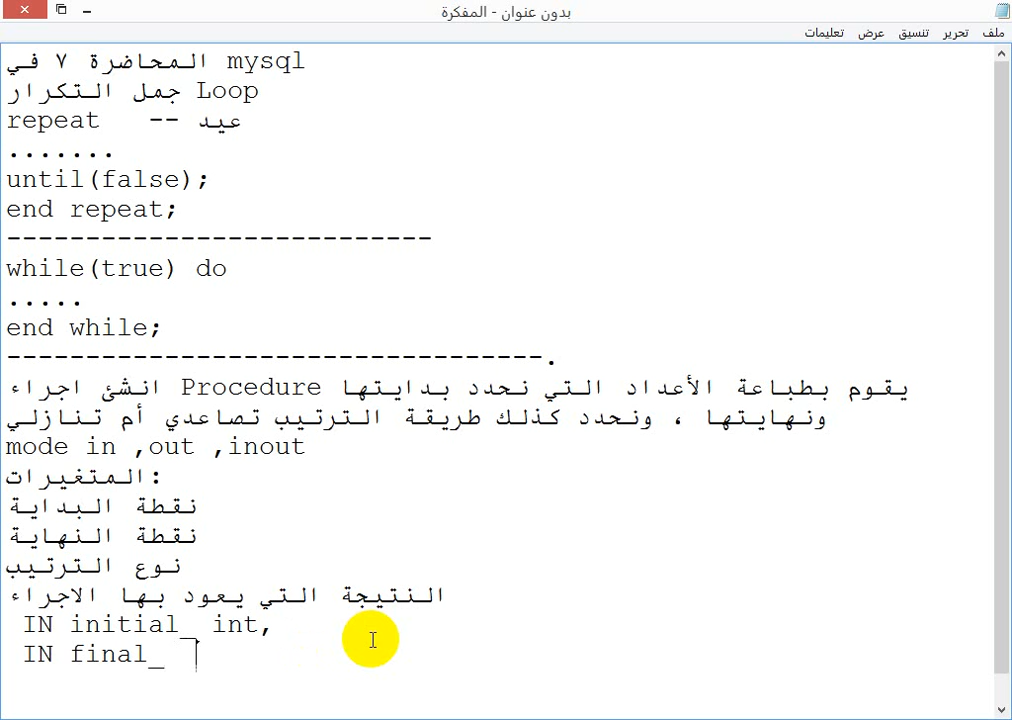 بدون عنوان - المفكرة
ملف تحرير تنسيق عرض تعليمات
المحاضرة ٧ في mysql
جمل التكرار Loop
repeat -- عيد
.......
until(false);
end repeat;
---------------------------
while(true) do
.....
end while;
----------------------------------.
انشئ اجراء Procedure يقوم بطباعة الأعداد التي نحدد بدايتها
ونهايتها ، ونحدد كذلك طريقة الترتيب تصاعدي أم تنازلي
mode in ,out ,inout
المتغيرات:
نقطة البداية
نقطة النهاية
نوع الترتيب
النتيجة التي يعود بها الاجراء
IN initial_ int,
IN final_